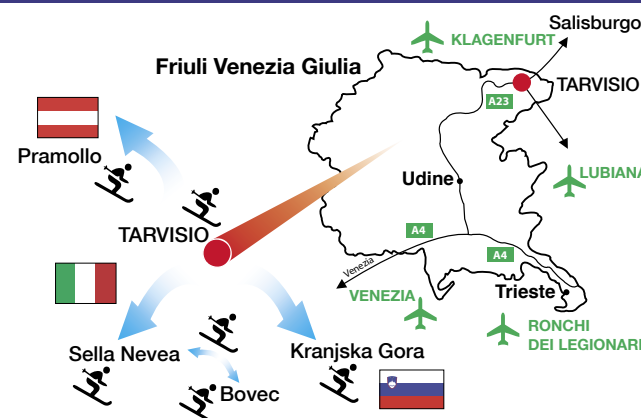 Salisburgo
KLAGENFURT
Friuli Venezia Giulia
TARVISIO
A23
Pramollo
LUBIANA
Udine
TARVISIO
A4
A4
Venezia
VENEZIA
Trieste
RONCHI
DEI LEGIONARI
Sella Nevea
Kranjska Gora
Bovec